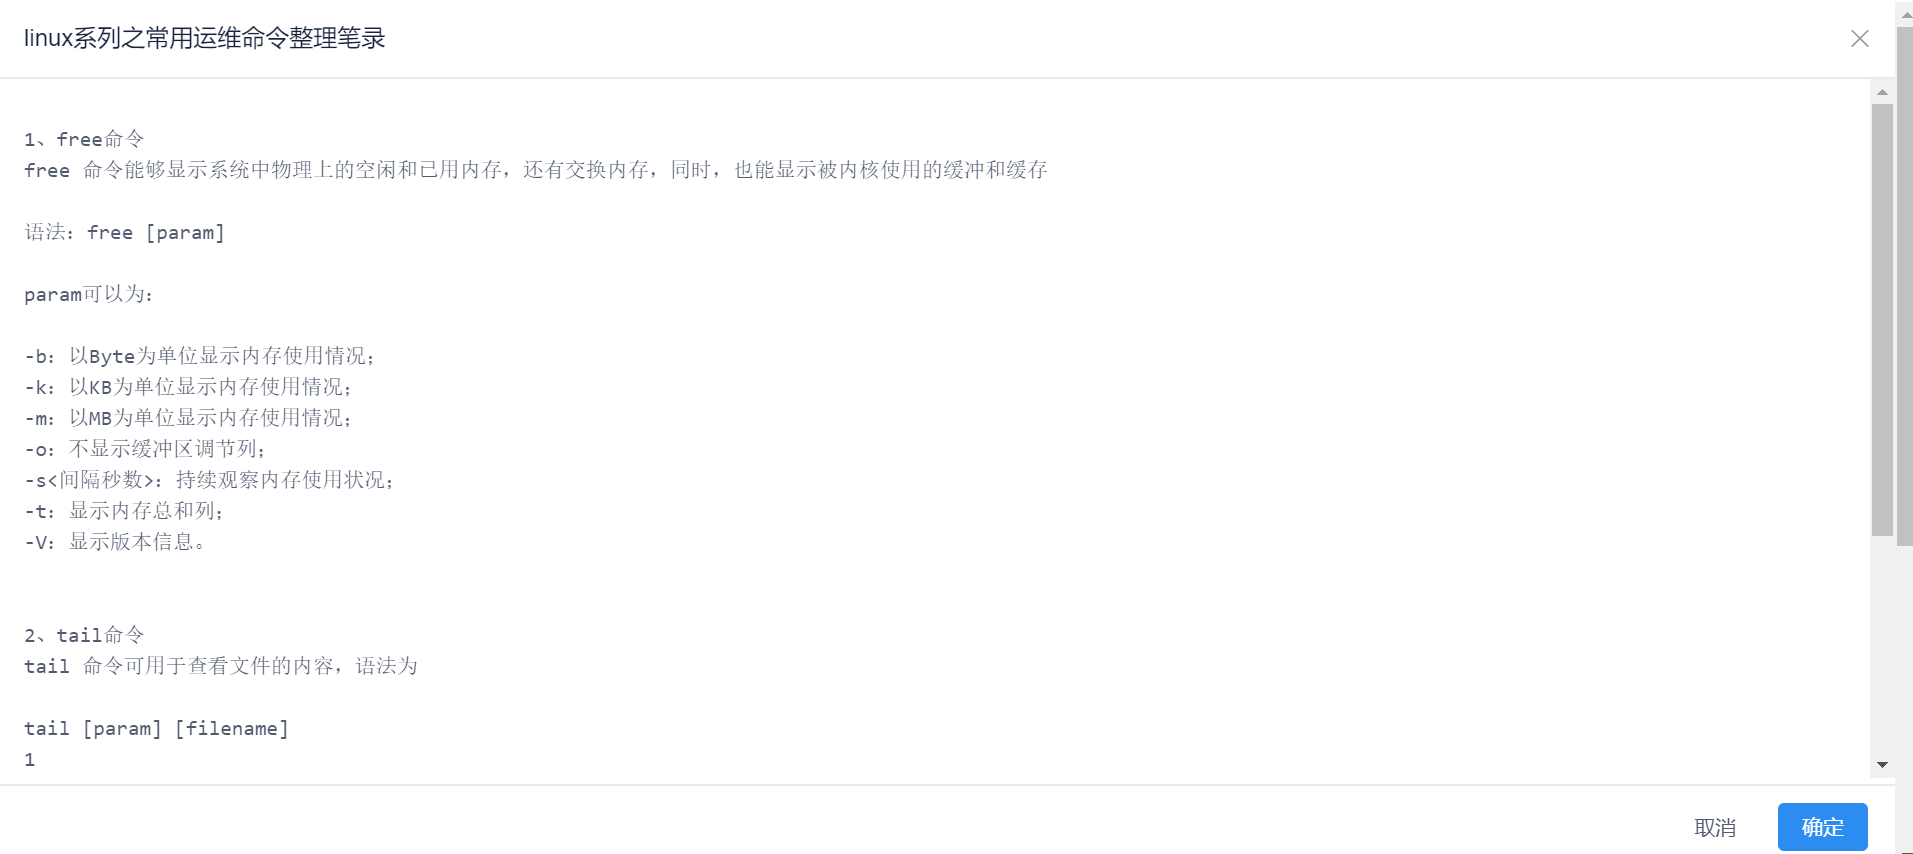 linux系列之常用运维命令整理笔录
1、free命令
free 命令能够显示系统中物理上的空闲和已用内存，还有交换内存，同时，也能显示被内核使用的缓冲和缓存
语法：free [param]
param可以为：
-b：以Byte为单位显示内存使用情况；
-k：以KB为单位显示内存使用情况；
-m：以MB为单位显示内存使用情况；
-o：不显示缓冲区调节列；
-s<间隔秒数>：持续观察内存使用状况；
-t：显示内存总和列；
-V：显示版本信息。
2、tail命令
tail 命令可用于查看文件的内容，语法为
tail [param] [filename]
1
取消 确定